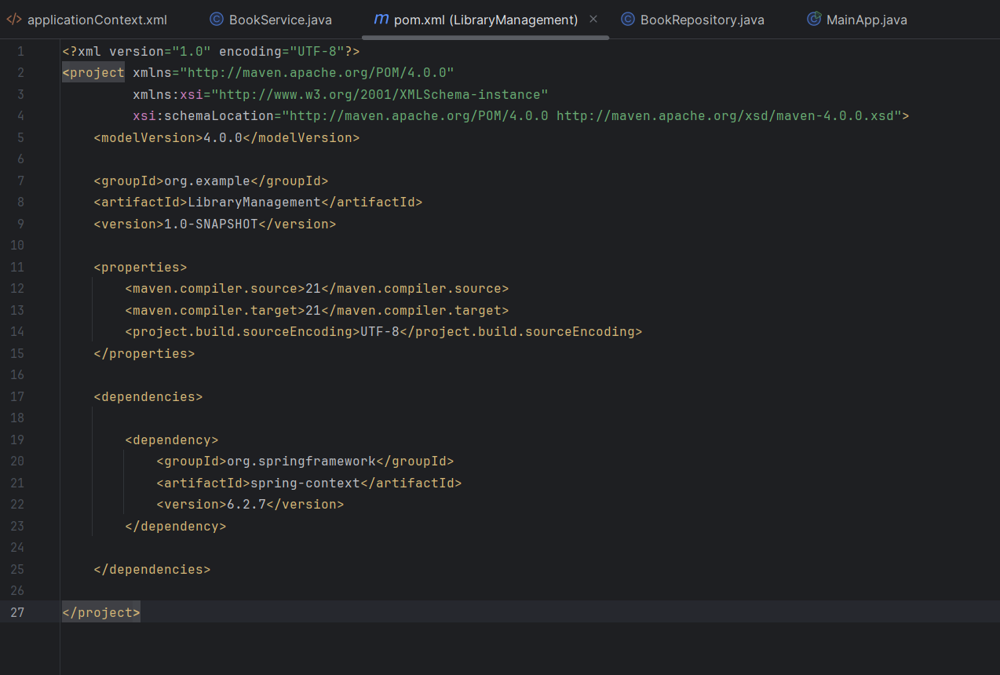 applicationContext.xml BookService.java pom.xml (LibraryManagement) BookRepository.java MainApp.java
1 <?xml version="1.0" encoding="UTF-8"?>
2 <project xmlns="http://maven.apache.org/POM/4.0.0"
3 xmlns:xsi="http://www.w3.org/2001/XMLSchema-instance"
4 xsi:schemaLocation="http://maven.apache.org/POM/4.0.0 http://maven.apache.org/xsd/maven-4.0.0.xsd">
5 <modelVersion>4.0.0</modelVersion>
6
7 <groupId>org.example</groupId>
8 <artifactId>LibraryManagement</artifactId>
9 <version>1.0-SNAPSHOT</version>
10
11 <properties>
12 <maven.compiler.source>21</maven.compiler.source>
13 <maven.compiler.target>21</maven.compiler.target>
14 <project.build.sourceEncoding>UTF-8</project.build.sourceEncoding>
15 </properties>
16
17 <dependencies>
18
19 <dependency>
20 <groupId>org.springframework</groupId>
21 <artifactId>spring-context</artifactId>
22 <version>6.2.7</version>
23 </dependency>
24
25 </dependencies>
26
27 </project>